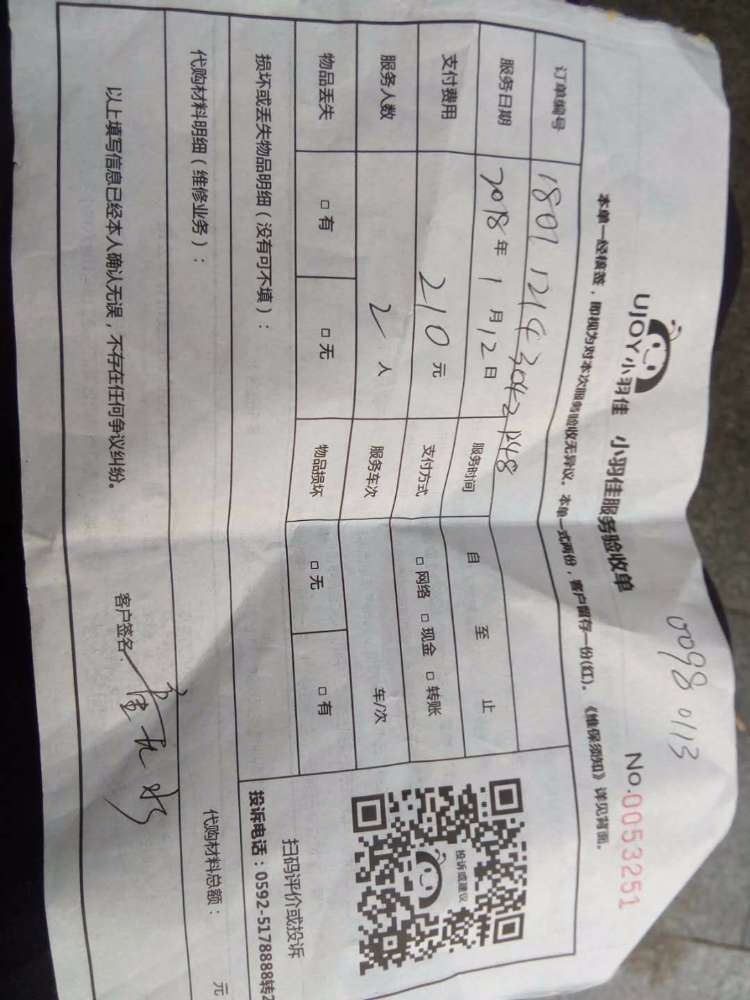 0098 0113
UJOY小羽佳 小羽佳服务验收单
No.0053251
本单一经核签，即视为对本次服务验收无异议。本单一式两份，客户留存一份(红)。《维保须知》详见背面。
订单编号
服务日期 2018年1月12日 服务时间 自 至 止
支付费用 210元 支付方式 □网络 □现金 □转账
服务人数 2人 服务车次 车/次
物品丢失 □有 □无 物品损坏 □无 □有
投诉或建议
扫码评价或投诉
投诉电话：0592-5178888转2
损坏或丢失物品明细（没有可不填）：
代购材料明细（维修业务）： 代购材料总额： 元
以上填写信息已经本人确认无误，不存在任何争议纠纷。 客户签名：